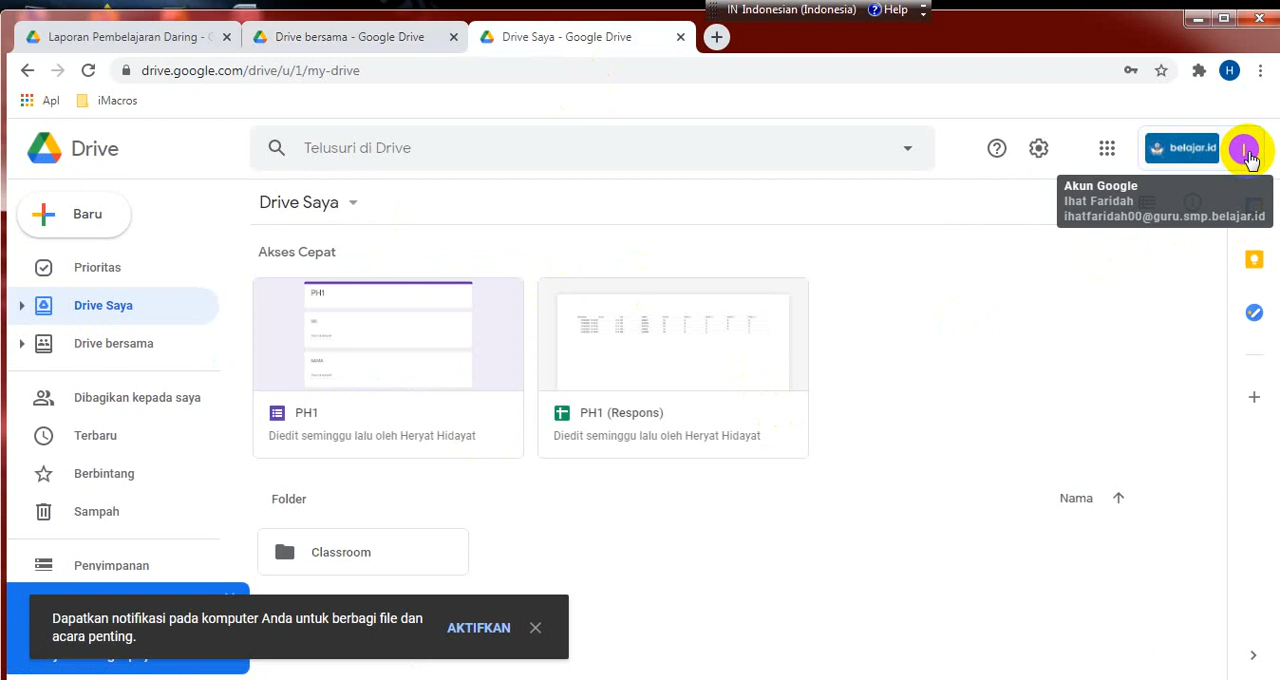 IN Indonesian (Indonesia) Help
Laporan Pembelajaran Daring - G
Drive bersama - Google Drive
Drive Saya - Google Drive
drive.google.com/drive/u/1/my-drive
H
Apl
iMacros
Drive
Telusuri di Drive
belajar.id
I
Akun Google
Ihat Faridah
ihatfaridah00@guru.smp.belajar.id
Baru
Drive Saya
Prioritas
Drive Saya
Drive bersama
Dibagikan kepada saya
Terbaru
Berbintang
Sampah
Penyimpanan
Akses Cepat
PH1
PH1
Diedit seminggu lalu oleh Heryat Hidayat
PH1 (Respons)
Diedit seminggu lalu oleh Heryat Hidayat
Folder
Nama
Classroom
Dapatkan notifikasi pada komputer Anda untuk berbagi file dan
acara penting.
AKTIFKAN